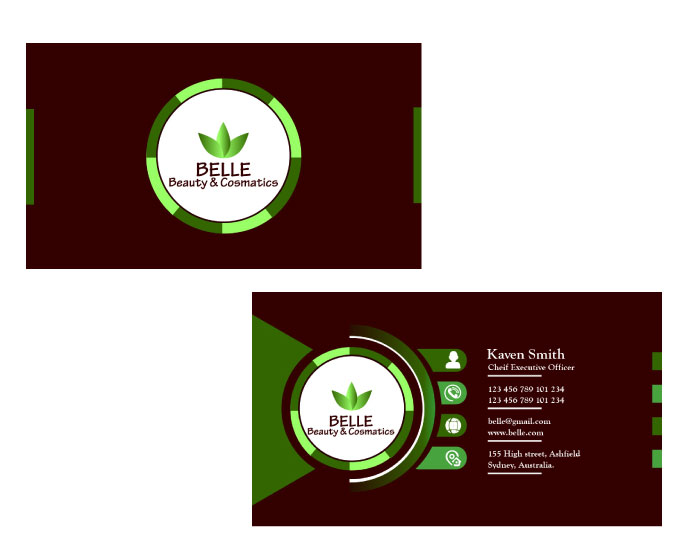 BELLE
Beauty & Cosmatics
BELLE
Beauty & Cosmatics
Kaven Smith
Cheif Executive Officer
123 456 789 101 234
123 456 789 101 234
belle@gmail.com
www.belle.com
155 High street, Ashfield
Sydney, Australia.